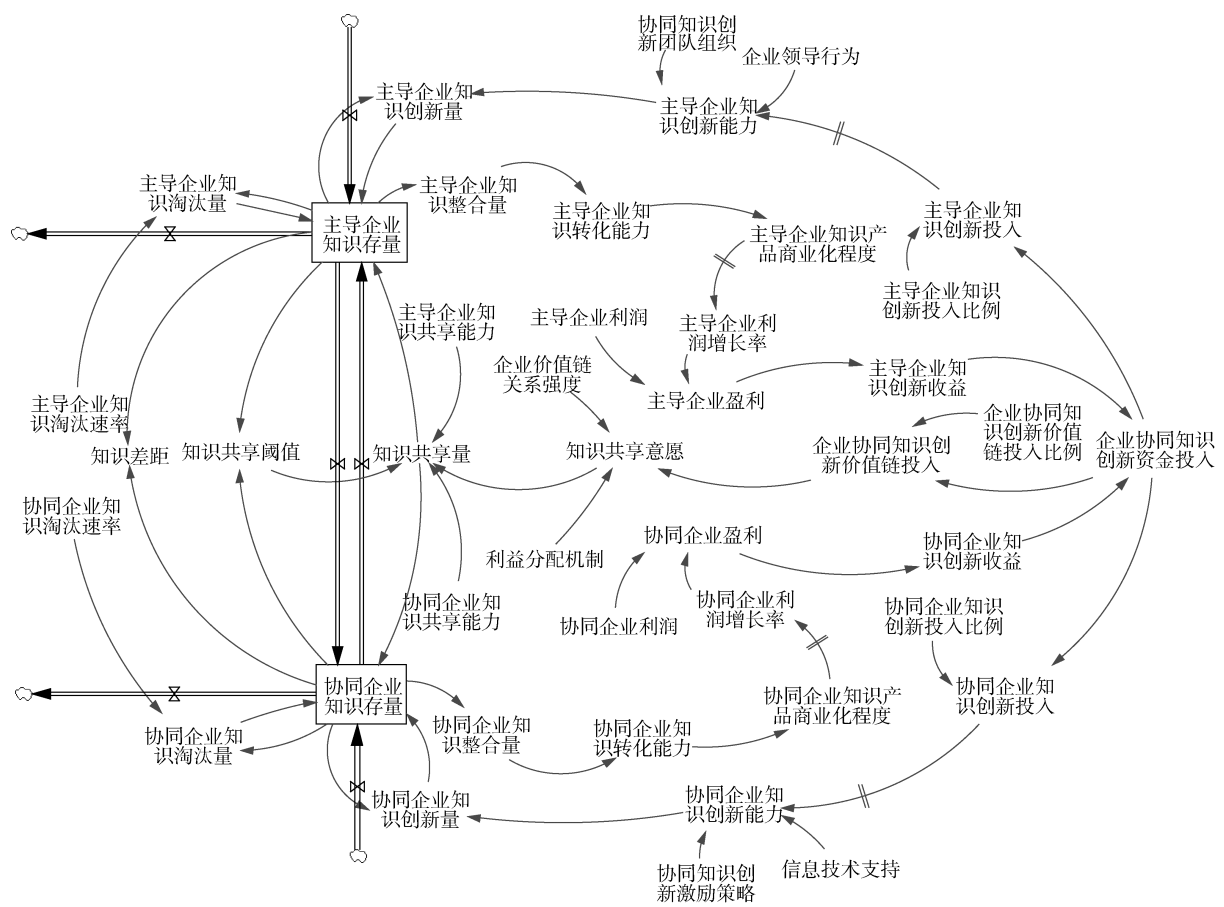 协同知识创
新团队组织
企业领导行为
主导企业知
识创新量
主导企业知
识创新能力
主导企业知
识淘汰量
主导企业知
识整合量
主导企业
知识存量
主导企业知
识转化能力
主导企业知识产
品商业化程度
主导企业知
识创新投入
主导企业知识
创新投入比例
主导企业知
识共享能力
主导企业利润
主导企业利
润增长率
企业价值链
关系强度
主导企业盈利
主导企业知
识创新收益
主导企业知
识淘汰速率
知识差距
知识共享阈值
知识共享量
知识共享意愿
企业协同知识创
新价值链投入
企业协同知
识创新价值
链投入比例
企业协同知识
创新资金投入
协同企业知
识淘汰速率
利益分配机制
协同企业盈利
协同企业知
识创新收益
协同企业知
识共享能力
协同企业利润
协同企业利
润增长率
协同企业知识
创新投入比例
协同企业
知识存量
协同企业知识产
品商业化程度
协同企业知
识创新投入
协同企业知
识淘汰量
协同企业知
识整合量
协同企业知
识转化能力
协同企业知
识创新量
协同企业知
识创新能力
协同知识创
新激励策略
信息技术支持